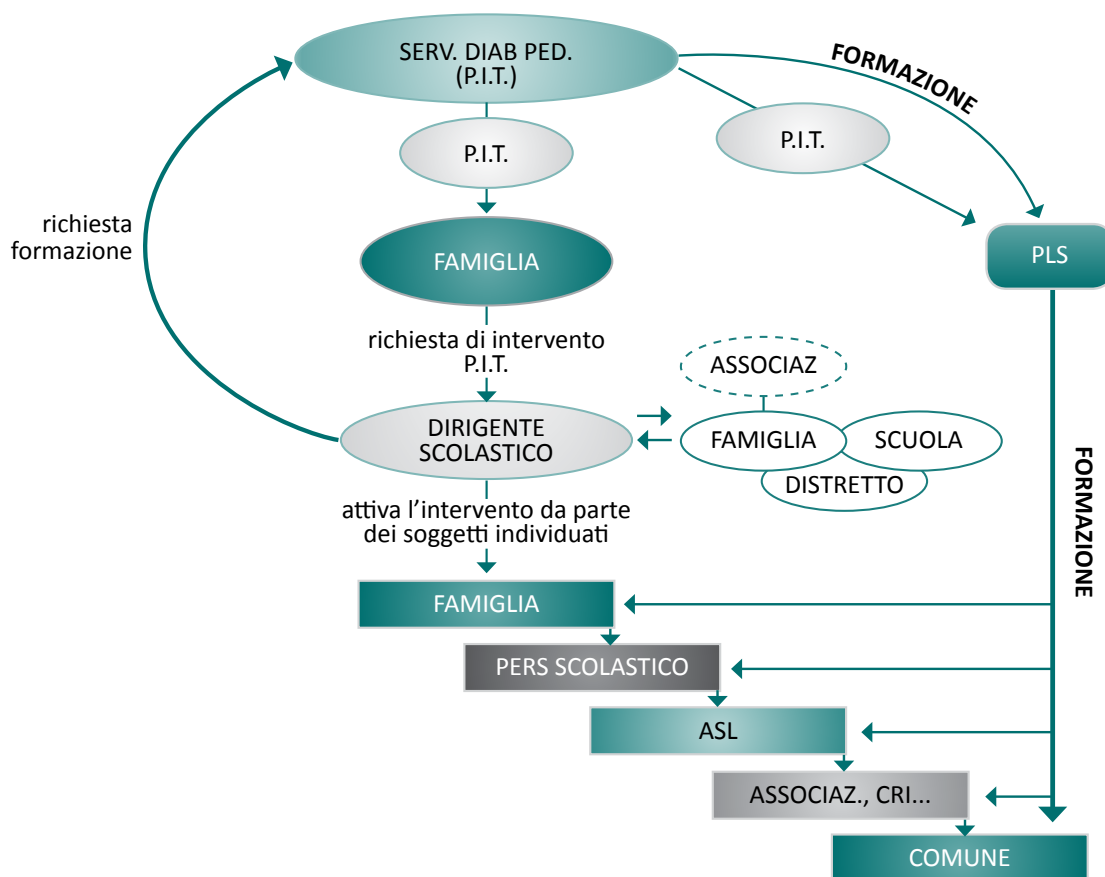 SERV. DIAB PED.
(P.I.T.)
FORMAZIONE
P.I.T.
P.I.T.
richiesta
formazione
FAMIGLIA
PLS
richiesta di intervento
P.I.T.
ASSOCIAZ
DIRIGENTE
SCOLASTICO
FAMIGLIA
SCUOLA
DISTRETTO
attiva l’intervento da parte
dei soggetti individuati
FORMAZIONE
FAMIGLIA
PERS SCOLASTICO
ASL
ASSOCIAZ., CRI...
COMUNE